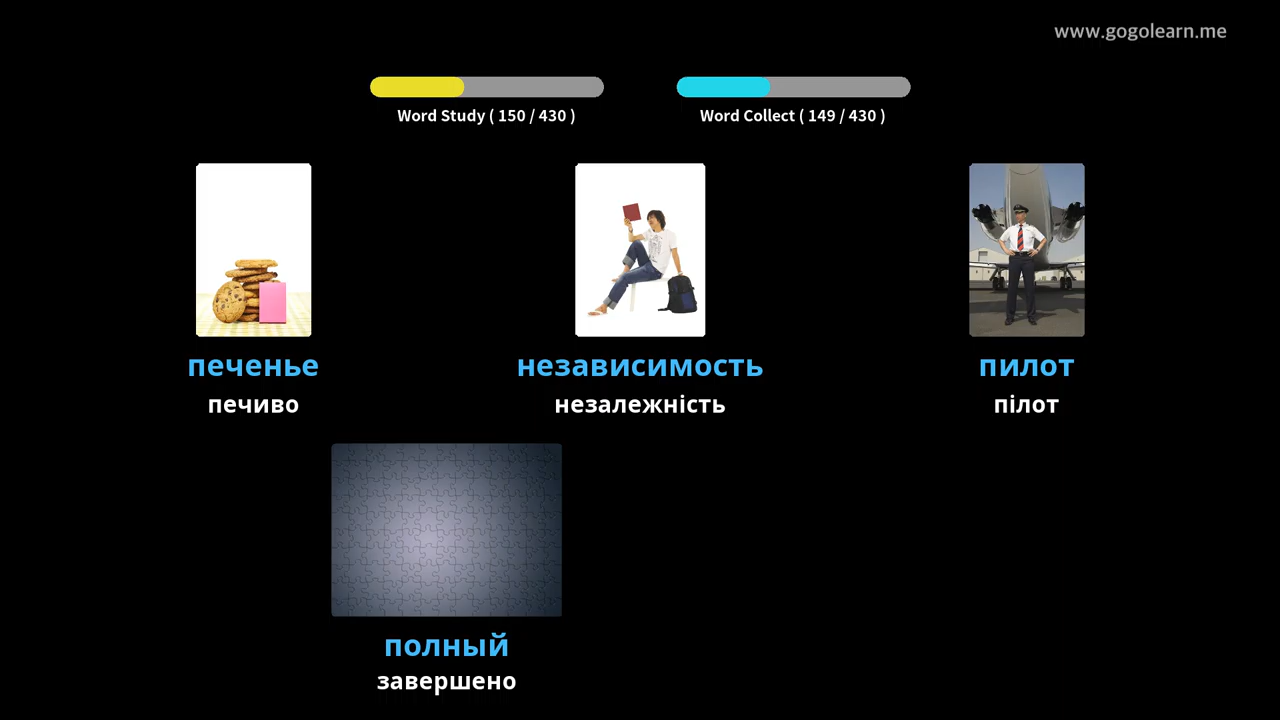 www.gogolearn.me
Word Study ( 150 / 430 )
Word Collect ( 149 / 430 )
печенье
печиво
независимость
незалежність
пилот
пілот
полный
завершено